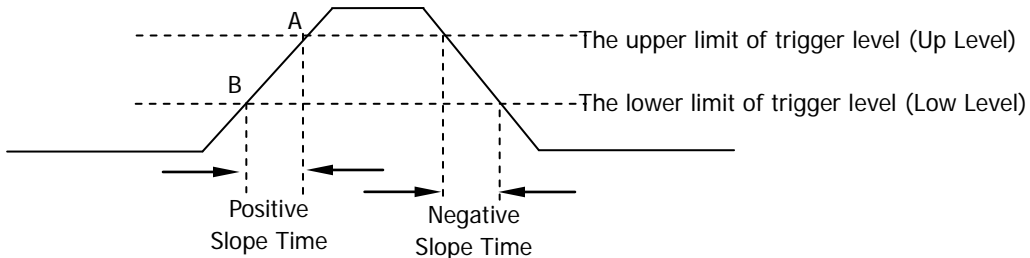 A
The upper limit of trigger level (Up Level)
B
The lower limit of trigger level (Low Level)
Positive
Slope Time
Negative
Slope Time